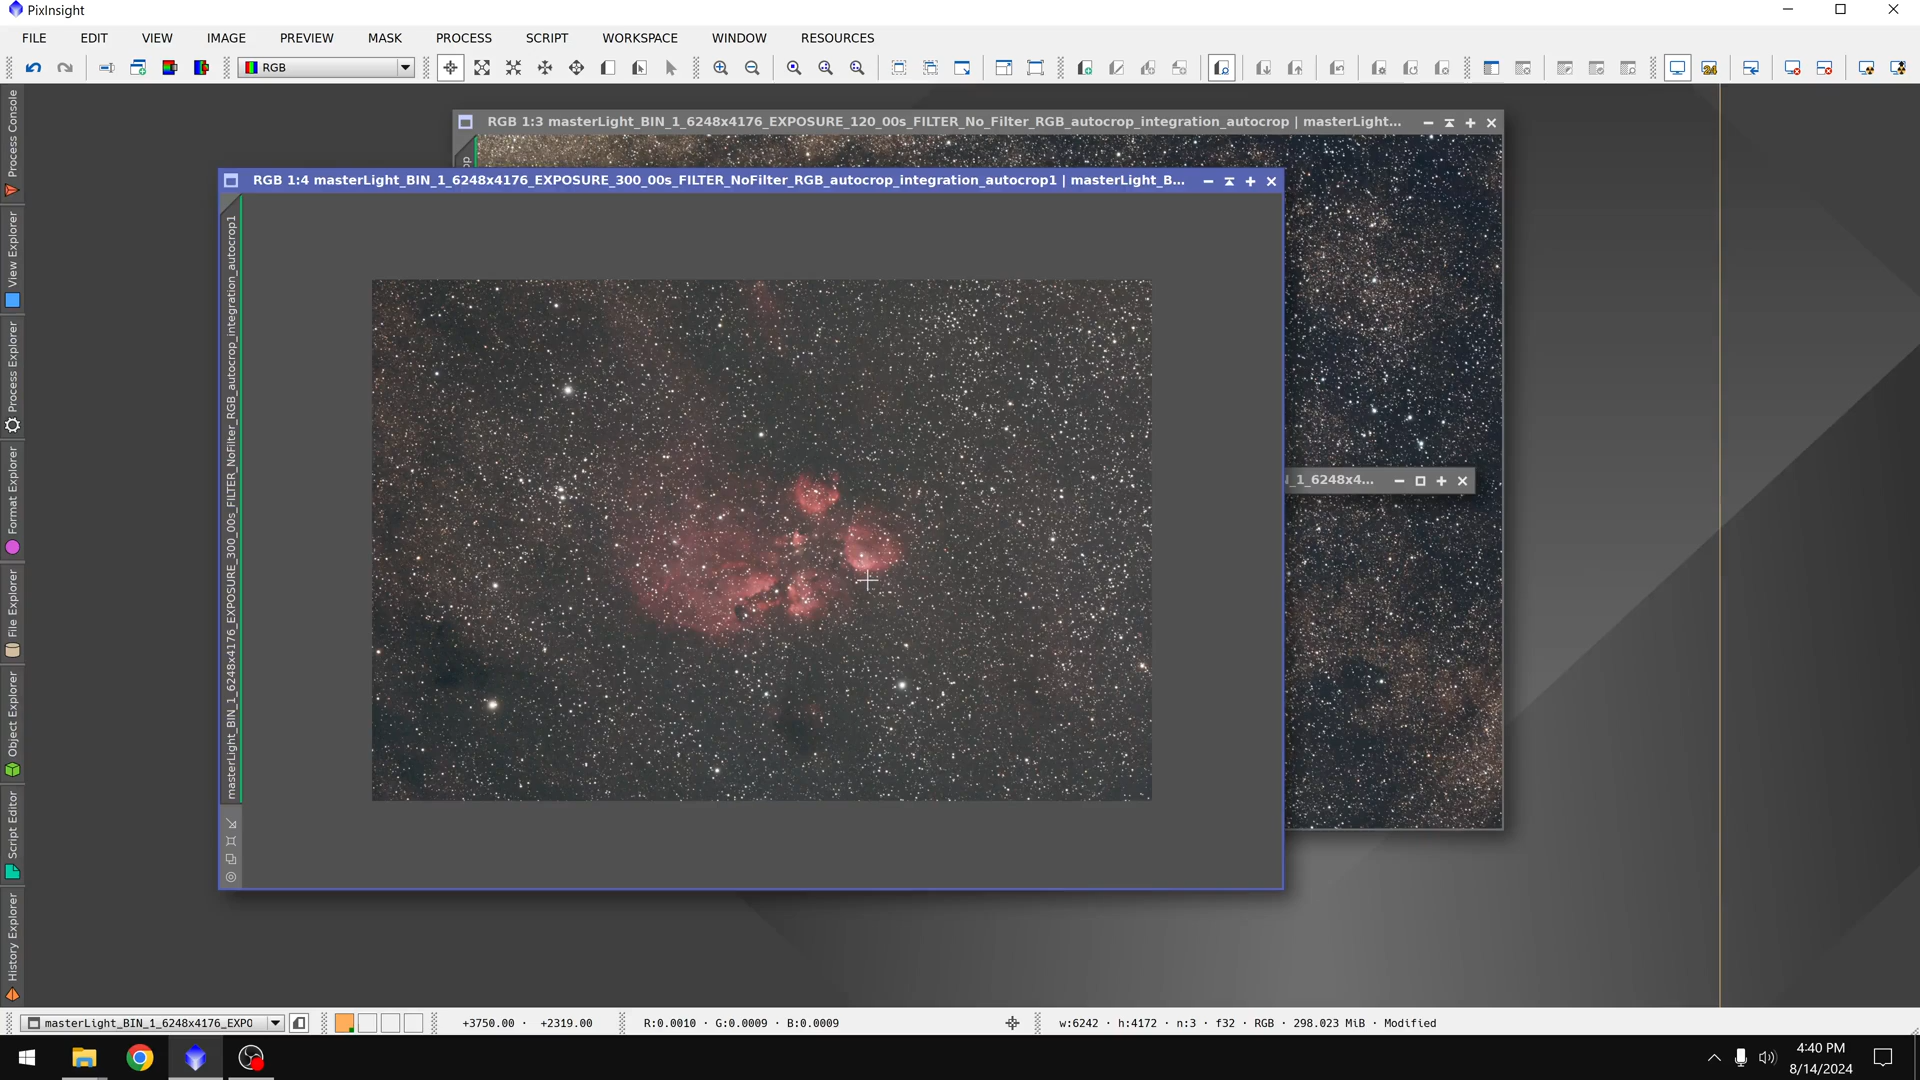 PixInsight
FILE EDIT VIEW IMAGE PREVIEW MASK PROCESS SCRIPT WORKSPACE WINDOW RESOURCES
RGB
24
Process Console
View Explorer
Process Explorer
Format Explorer
File Explorer
Object Explorer
Script Editor
History Explorer
RGB 1:3 masterLight_BIN_1_6248x4176_EXPOSURE_120_00s_FILTER_No_Filter_RGB_autocrop_integration_autocrop | masterLight...
op
RGB 1:4 masterLight_BIN_1_6248x4176_EXPOSURE_300_00s_FILTER_NoFilter_RGB_autocrop_integration_autocrop1 | masterLight_B...
masterLight_BIN_1_6248x4176_EXPOSURE_300_00s_FILTER_NoFilter_RGB_autocrop_integration_autocrop1
_1_6248x4...
masterLight_BIN_1_6248x4176_EXPO
+3750.00 · +2319.00
R:0.0010 · G:0.0009 · B:0.0009
w:6242 · h:4172 · n:3 · f32 · RGB · 298.023 MiB · Modified
4:40 PM
8/14/2024